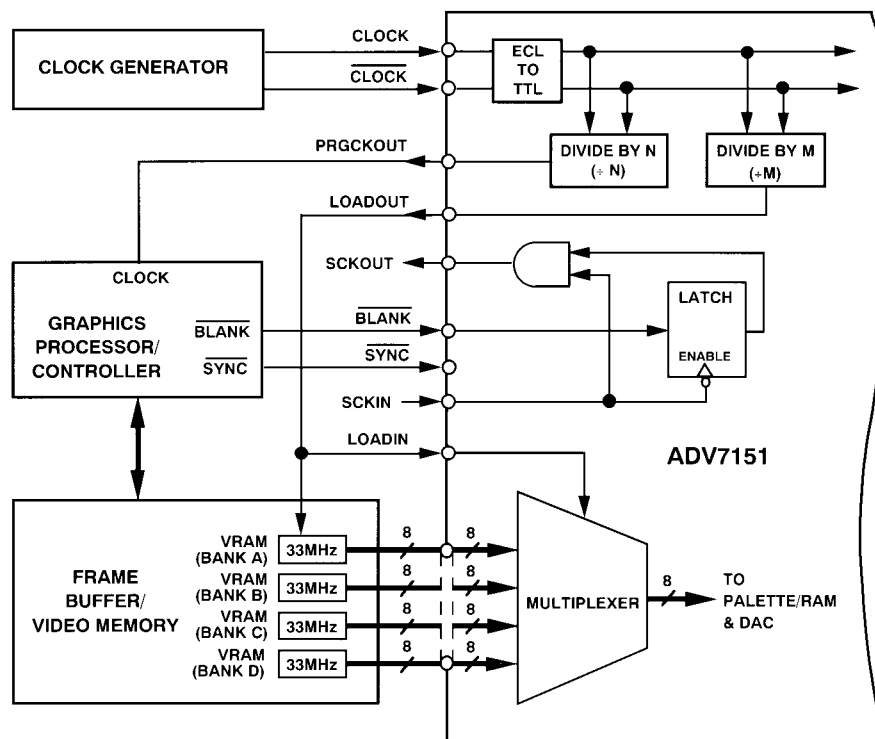 CLOCK GENERATOR
CLOCK
CLOCK
ECL
TO
TTL
PRGCKOUT
DIVIDE BY N
(÷ N)
DIVIDE BY M
(÷M)
LOADOUT
SCKOUT
CLOCK
GRAPHICS
PROCESSOR/
CONTROLLER
BLANK
SYNC
BLANK
SYNC
LATCH
ENABLE
SCKIN
LOADIN
ADV7151
FRAME
BUFFER/
VIDEO MEMORY
VRAM
(BANK A)
33MHz
8
8
VRAM
(BANK B)
33MHz
8
8
VRAM
(BANK C)
33MHz
8
8
VRAM
(BANK D)
33MHz
8
8
MULTIPLEXER
8
TO
PALETTE/RAM
& DAC